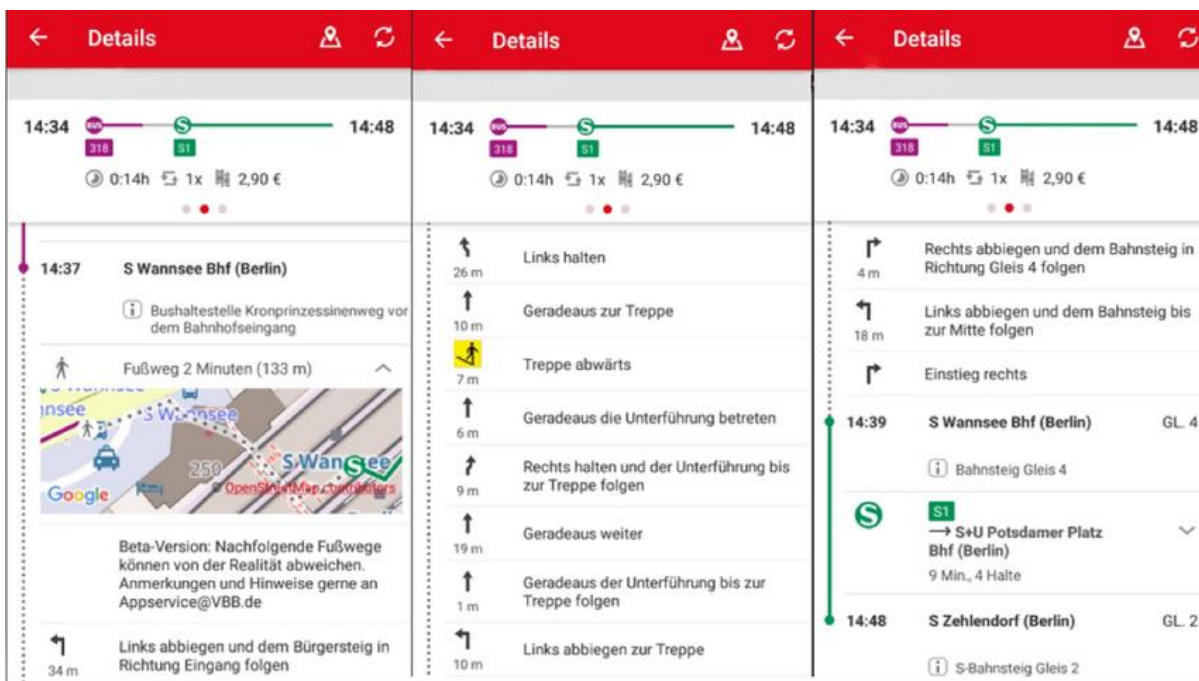 Details
14:34
BUS
S
14:48
318
S1
0:14h 1x 2,90 €
14:37 S Wannsee Bhf (Berlin)
i Bushaltestelle Kronprinzessinenweg vor
dem Bahnhofseingang
Fußweg 2 Minuten (133 m)
nsee
S Wannsee
250
S Wannsee
Google
OpenStreetMap contributors
Beta-Version: Nachfolgende Fußwege
können von der Realität abweichen.
Anmerkungen und Hinweise gerne an
Appservice@VBB.de
Links abbiegen und dem Bürgersteig in
34 m Richtung Eingang folgen
Details
14:34
BUS
S
14:48
318
S1
0:14h 1x 2,90 €
Links halten
26 m
Geradeaus zur Treppe
10 m
Treppe abwärts
7 m
Geradeaus die Unterführung betreten
6 m
Rechts halten und der Unterführung bis
9 m zur Treppe folgen
Geradeaus weiter
19 m
Geradeaus der Unterführung bis zur
1 m Treppe folgen
Links abbiegen zur Treppe
10 m
Details
14:34
BUS
S
14:48
318
S1
0:14h 1x 2,90 €
Rechts abbiegen und dem Bahnsteig in
4 m Richtung Gleis 4 folgen
Links abbiegen und dem Bahnsteig bis
18 m zur Mitte folgen
Einstieg rechts
14:39 S Wannsee Bhf (Berlin) GL. 4
i Bahnsteig Gleis 4
S S1
→ S+U Potsdamer Platz
Bhf (Berlin)
9 Min., 4 Halte
14:48 S Zehlendorf (Berlin) GL. 2
i S-Bahnsteig Gleis 2